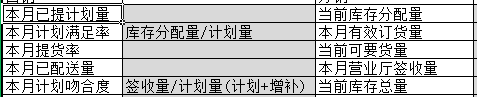 本月已提计划量 当前库存分配量
本月计划满足率 库存分配量/计划量 本月有效订货量
本月提货率 当前可要货量
本月已配送量 本月营业厅签收量
本月计划吻合度 签收量/计划量(计划+增补) 当前库存总量